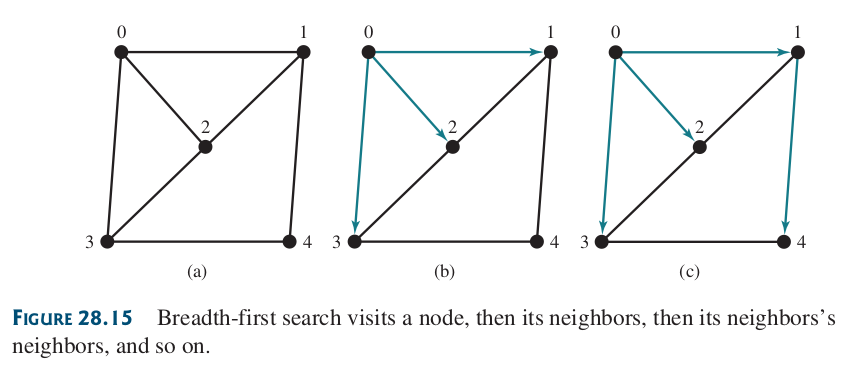 0 1 0 1 0 1
2 2 2
3 4 3 4 3 4
(a) (b) (c)
FIGURE 28.15 Breadth-first search visits a node, then its neighbors, then its neighbors's
neighbors, and so on.